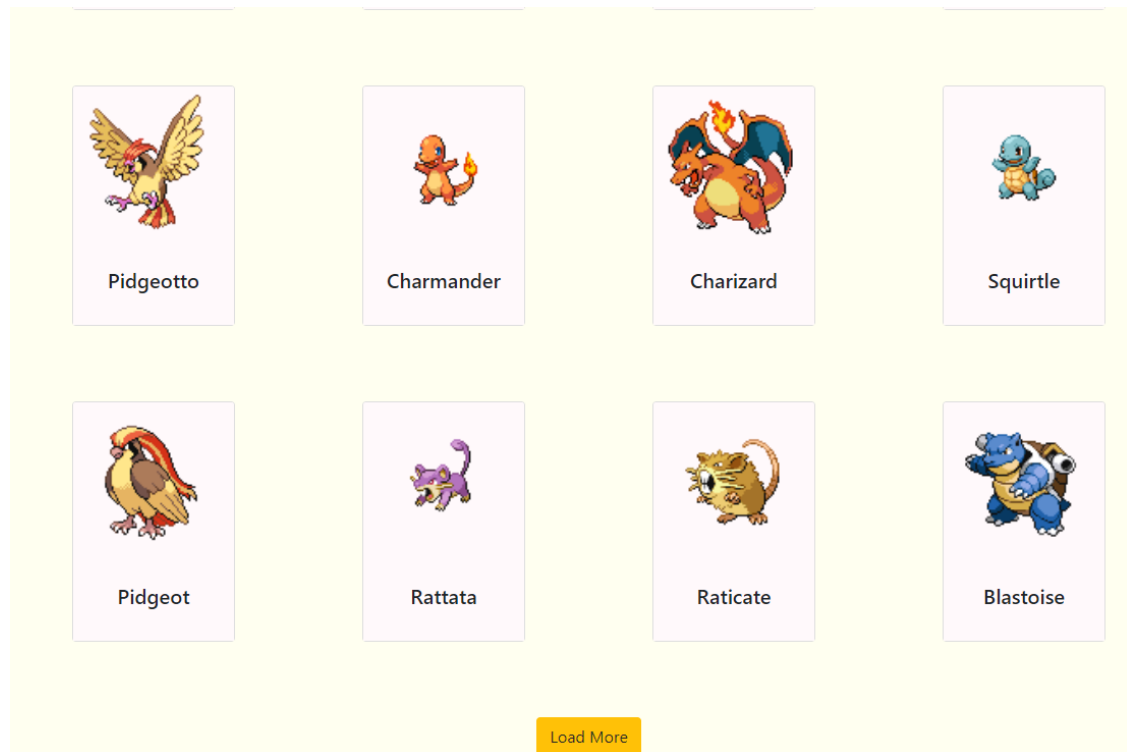 Pidgeotto
Charmander
Charizard
Squirtle
Pidgeot
Rattata
Raticate
Blastoise
Load More